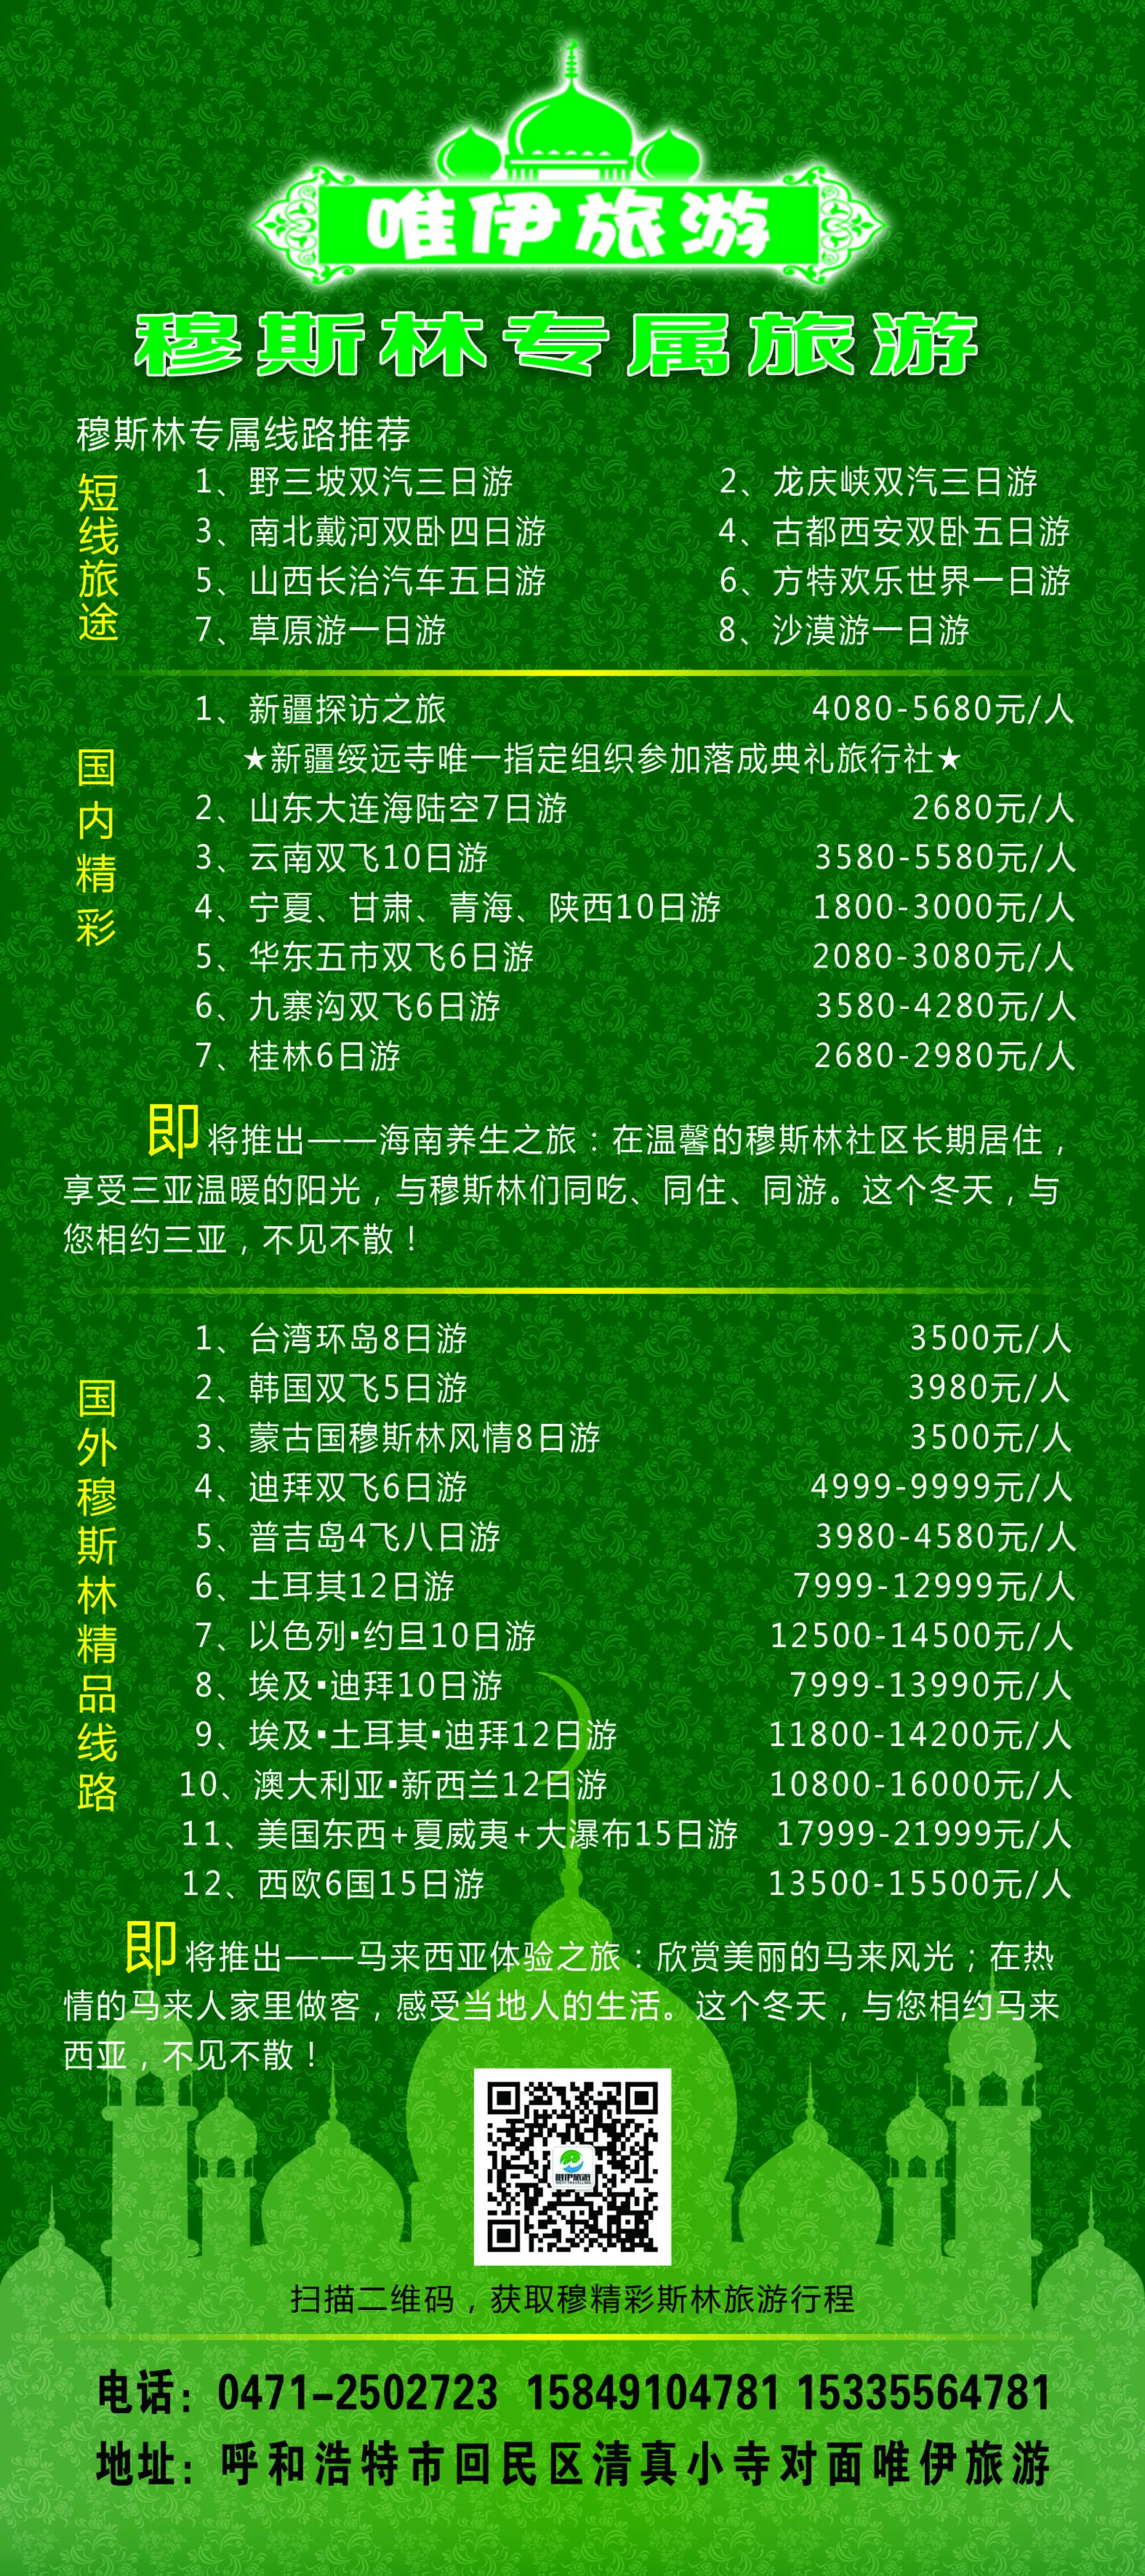 唯伊旅游
穆斯林专属旅游
穆斯林专属线路推荐
短线旅途
1、野三坡双汽三日游 2、龙庆峡双汽三日游
3、南北戴河双卧四日游 4、古都西安双卧五日游
5、山西长治汽车五日游 6、方特欢乐世界一日游
7、草原游一日游 8、沙漠游一日游
国内精彩
1、新疆探访之旅 4080-5680元/人
★新疆绥远寺唯一指定组织参加落成典礼旅行社★
2、山东大连海陆空7日游 2680元/人
3、云南双飞10日游 3580-5580元/人
4、宁夏、甘肃、青海、陕西10日游 1800-3000元/人
5、华东五市双飞6日游 2080-3080元/人
6、九寨沟双飞6日游 3580-4280元/人
7、桂林6日游 2680-2980元/人
即将推出——海南养生之旅：在温馨的穆斯林社区长期居住，
享受三亚温暖的阳光，与穆斯林们同吃、同住、同游。这个冬天，与
您相约三亚，不见不散！
国外穆斯林精品线路
1、台湾环岛8日游 3500元/人
2、韩国双飞5日游 3980元/人
3、蒙古国穆斯林风情8日游 3500元/人
4、迪拜双飞6日游 4999-9999元/人
5、普吉岛4飞八日游 3980-4580元/人
6、土耳其12日游 7999-12999元/人
7、以色列▪约旦10日游 12500-14500元/人
8、埃及▪迪拜10日游 7999-13990元/人
9、埃及▪土耳其▪迪拜12日游 11800-14200元/人
10、澳大利亚▪新西兰12日游 10800-16000元/人
11、美国东西+夏威夷+大瀑布15日游 17999-21999元/人
12、西欧6国15日游 13500-15500元/人
即将推出——马来西亚体验之旅：欣赏美丽的马来风光；在热
情的马来人家里做客，感受当地人的生活。这个冬天，与您相约马来
西亚，不见不散！
唯伊旅游
扫描二维码，获取穆精彩斯林旅游行程
电话：0471-2502723 15849104781 15335564781
地址：呼和浩特市回民区清真小寺对面唯伊旅游